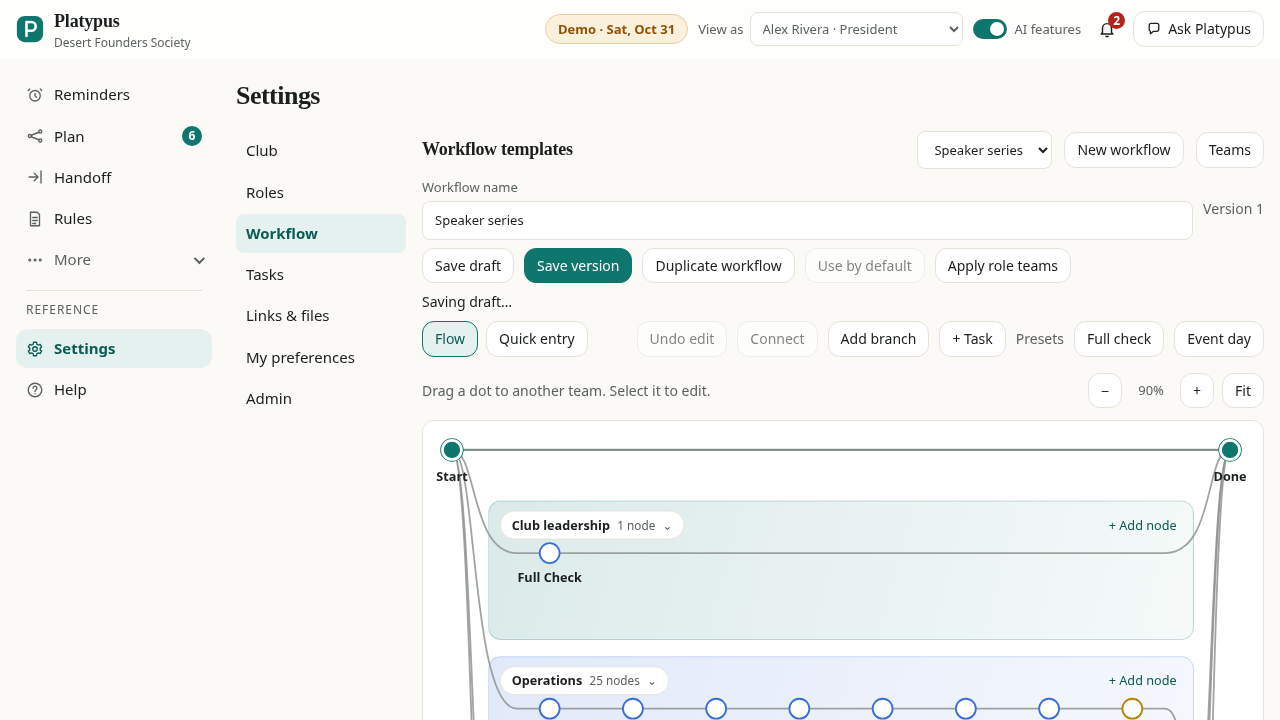 Platypus
Desert Founders Society
Demo · Sat, Oct 31
View as
Alex Rivera · President
AI features
2
Ask Platypus
Reminders
Plan
6
Handoff
Rules
More
REFERENCE
Settings
Help
Settings
Club
Roles
Workflow
Tasks
Links & files
My preferences
Admin
Workflow templates
Speaker series
New workflow
Teams
Workflow name
Speaker series
Version 1
Save draft
Save version
Duplicate workflow
Use by default
Apply role teams
Saving draft…
Flow
Quick entry
Undo edit
Connect
Add branch
+ Task
Presets
Full check
Event day
Drag a dot to another team. Select it to edit.
−
90%
+
Fit
Start
Done
Club leadership 1 node
+ Add node
Full Check
Operations 25 nodes
+ Add node